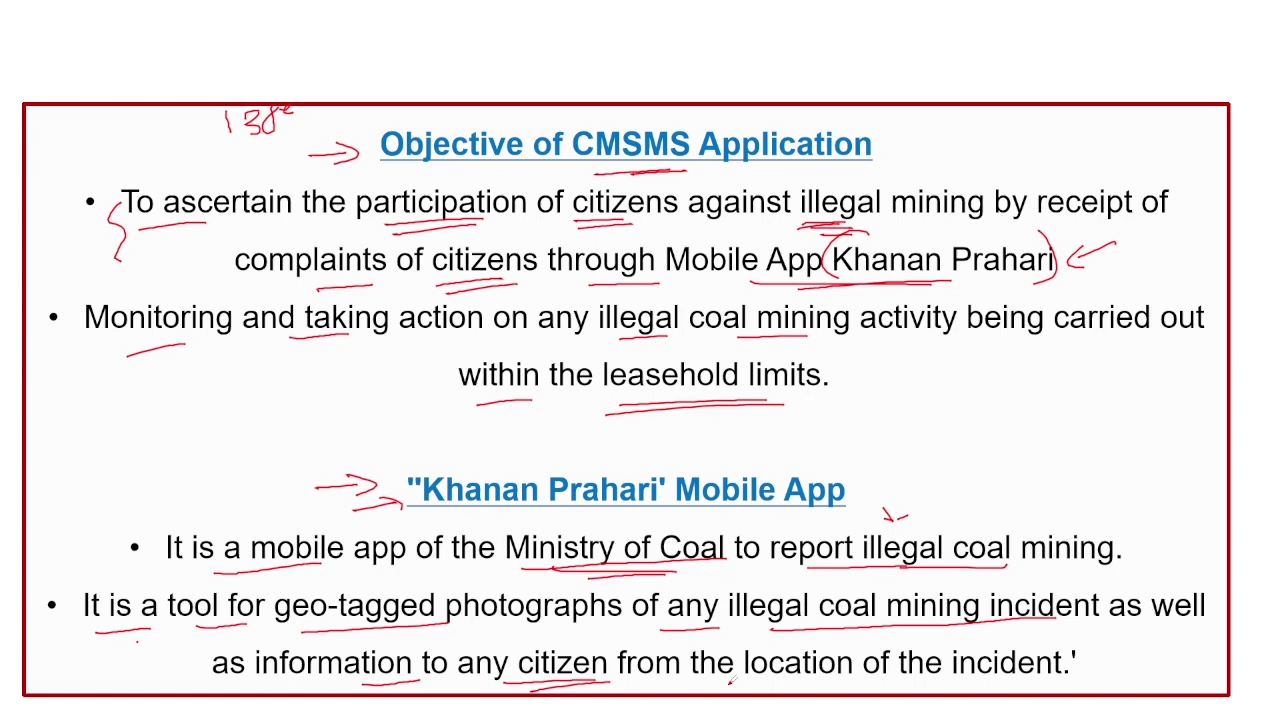 Objective of CMSMS Application
• To ascertain the participation of citizens against illegal mining by receipt of
complaints of citizens through Mobile App(Khanan Prahari)
• Monitoring and taking action on any illegal coal mining activity being carried out
within the leasehold limits.
"Khanan Prahari' Mobile App
• It is a mobile app of the Ministry of Coal to report illegal coal mining.
• It is a tool for geo-tagged photographs of any illegal coal mining incident as well
as information to any citizen from the location of the incident.'